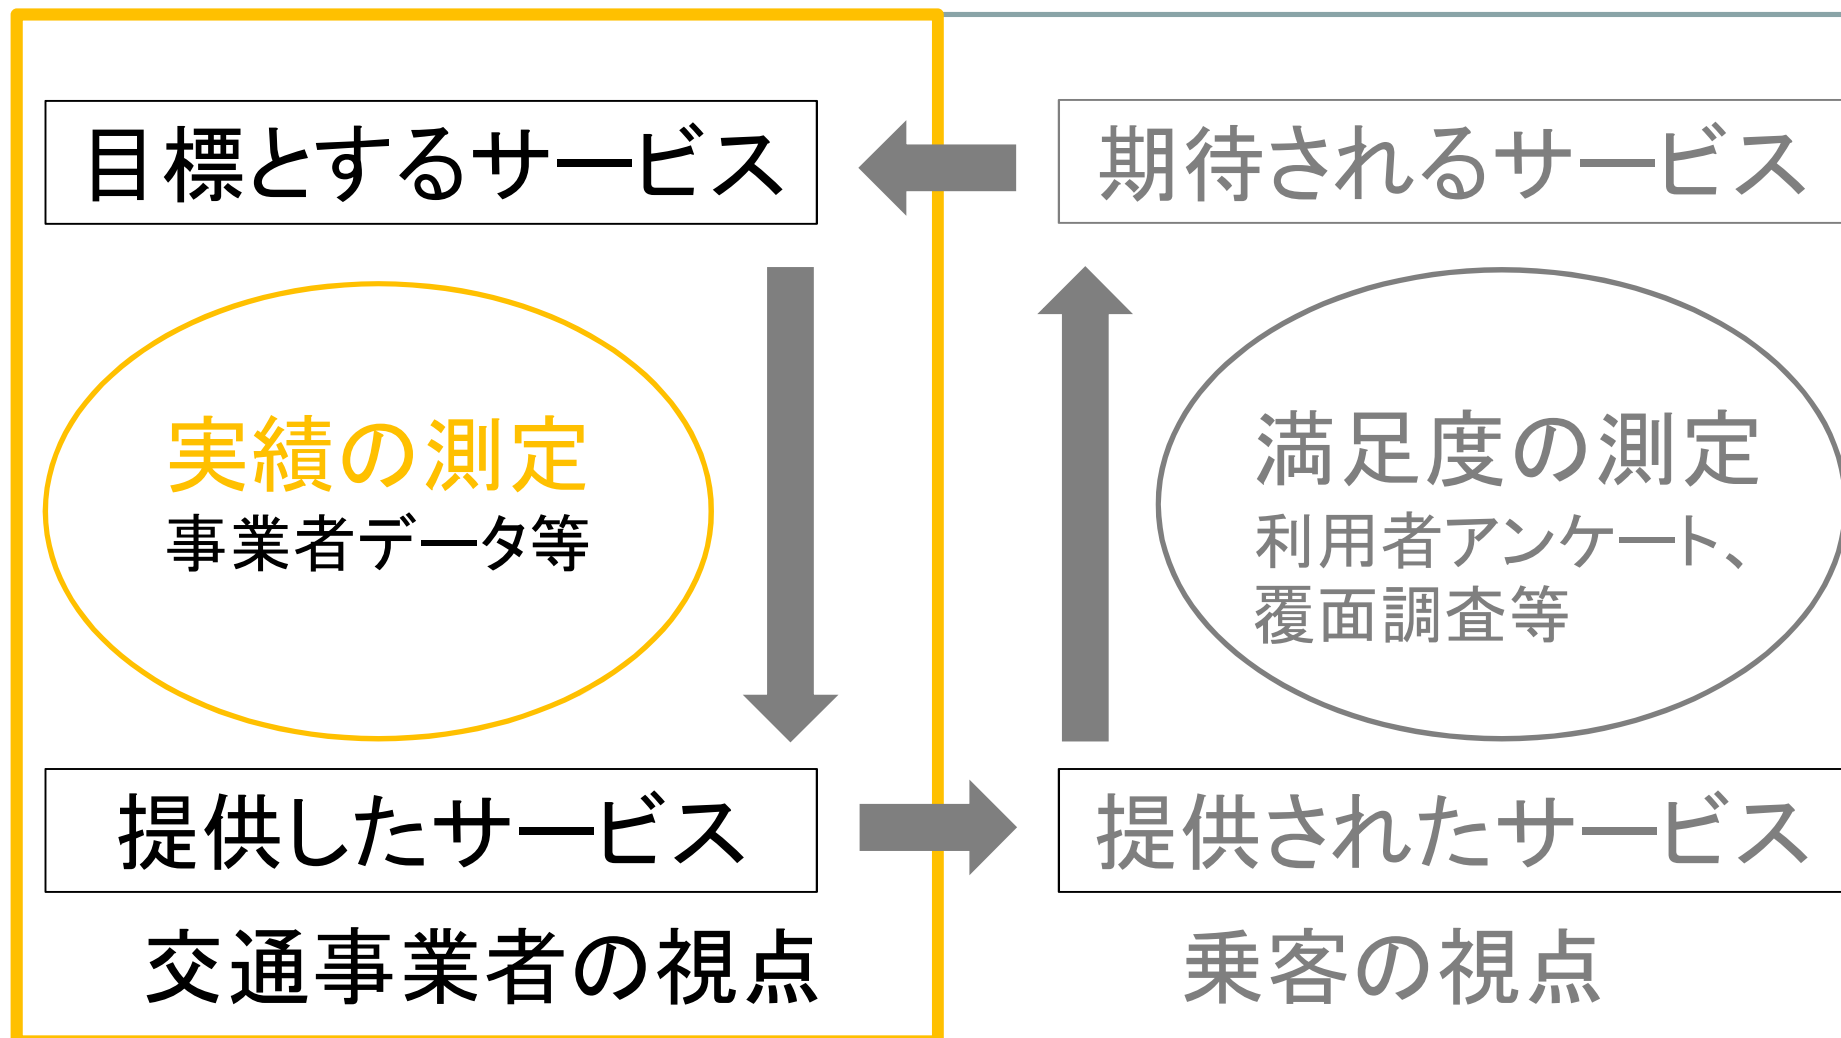 目標とするサービス
期待されるサービス
実績の測定
事業者データ等
満足度の測定
利用者アンケート、
覆面調査等
提供したサービス
提供されたサービス
交通事業者の視点
乗客の視点